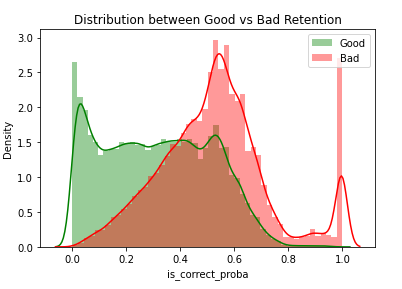 Distribution between Good vs Bad Retention
Good
Bad
3.0
2.5
2.0
1.5
1.0
0.5
0.0
Density
0.0 0.2 0.4 0.6 0.8 1.0
is_correct_proba